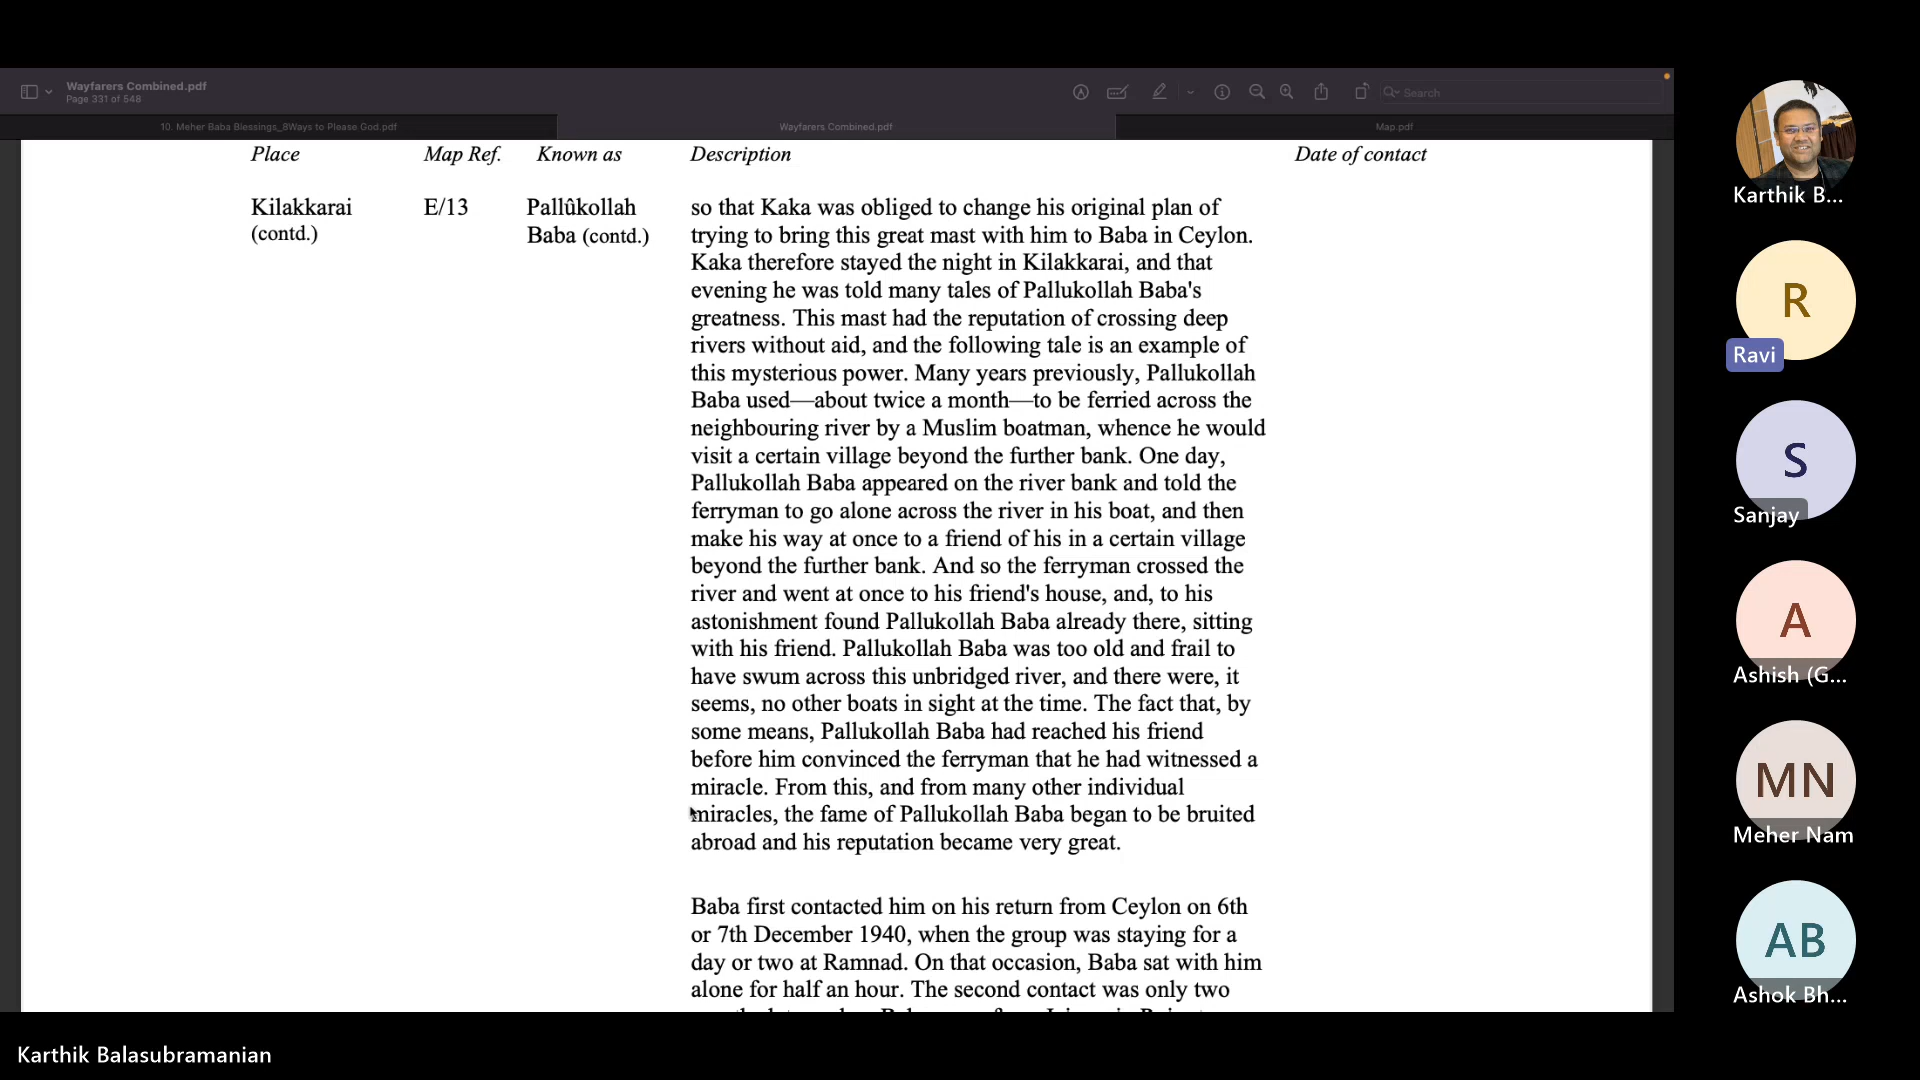 Wayfarers Combined.pdf
Page 331 of 548
Search
10. Meher Baba Blessings_8Ways to Please God.pdf
Wayfarers Combined.pdf
Map.pdf
Place Map Ref. Known as Description Date of contact
Kilakkarai E/13 Pallûkollah so that Kaka was obliged to change his original plan of
(contd.) Baba (contd.) trying to bring this great mast with him to Baba in Ceylon.
Kaka therefore stayed the night in Kilakkarai, and that
evening he was told many tales of Pallukollah Baba's
greatness. This mast had the reputation of crossing deep
rivers without aid, and the following tale is an example of
this mysterious power. Many years previously, Pallukollah
Baba used—about twice a month—to be ferried across the
neighbouring river by a Muslim boatman, whence he would
visit a certain village beyond the further bank. One day,
Pallukollah Baba appeared on the river bank and told the
ferryman to go alone across the river in his boat, and then
make his way at once to a friend of his in a certain village
beyond the further bank. And so the ferryman crossed the
river and went at once to his friend's house, and, to his
astonishment found Pallukollah Baba already there, sitting
with his friend. Pallukollah Baba was too old and frail to
have swum across this unbridged river, and there were, it
seems, no other boats in sight at the time. The fact that, by
some means, Pallukollah Baba had reached his friend
before him convinced the ferryman that he had witnessed a
miracle. From this, and from many other individual
miracles, the fame of Pallukollah Baba began to be bruited
abroad and his reputation became very great.
Baba first contacted him on his return from Ceylon on 6th
or 7th December 1940, when the group was staying for a
day or two at Ramnad. On that occasion, Baba sat with him
alone for half an hour. The second contact was only two
Karthik B...
R
Ravi
S
Sanjay
A
Ashish (G...
MN
Meher Nam
AB
Ashok Bh...
Karthik Balasubramanian